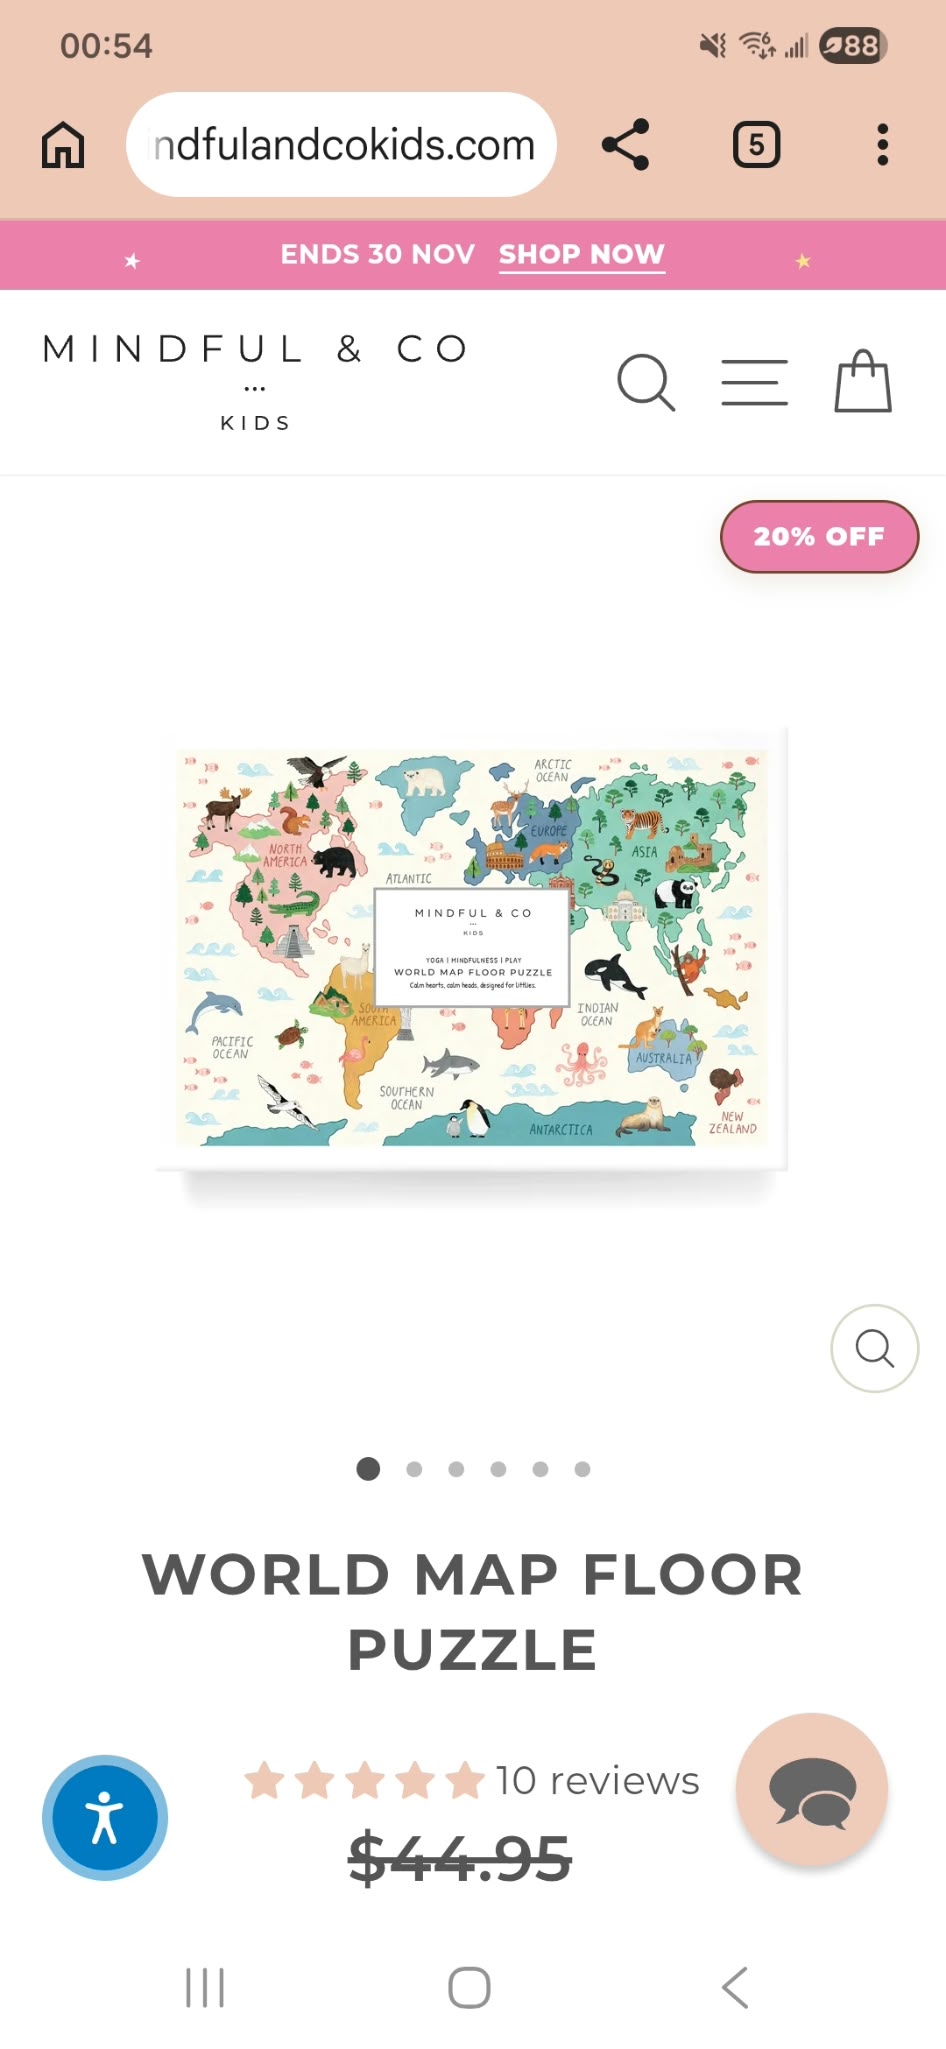 00:54
6
88
ndfulandcokids.com
5
ENDS 30 NOV SHOP NOW
MINDFUL & CO
KIDS
20% OFF
ARCTIC
OCEAN
EUROPE
NORTH
AMERICA
ASIA
ATLANTIC
MINDFUL & CO
KIDS
YOGA | MINDFULNESS | PLAY
WORLD MAP FLOOR PUZZLE
Calm hearts, calm heads, designed for littlies.
SOUTH
AMERICA
INDIAN
OCEAN
PACIFIC
OCEAN
AUSTRALIA
SOUTHERN
OCEAN
ANTARCTICA
NEW
ZEALAND
WORLD MAP FLOOR
PUZZLE
10 reviews
$44.95